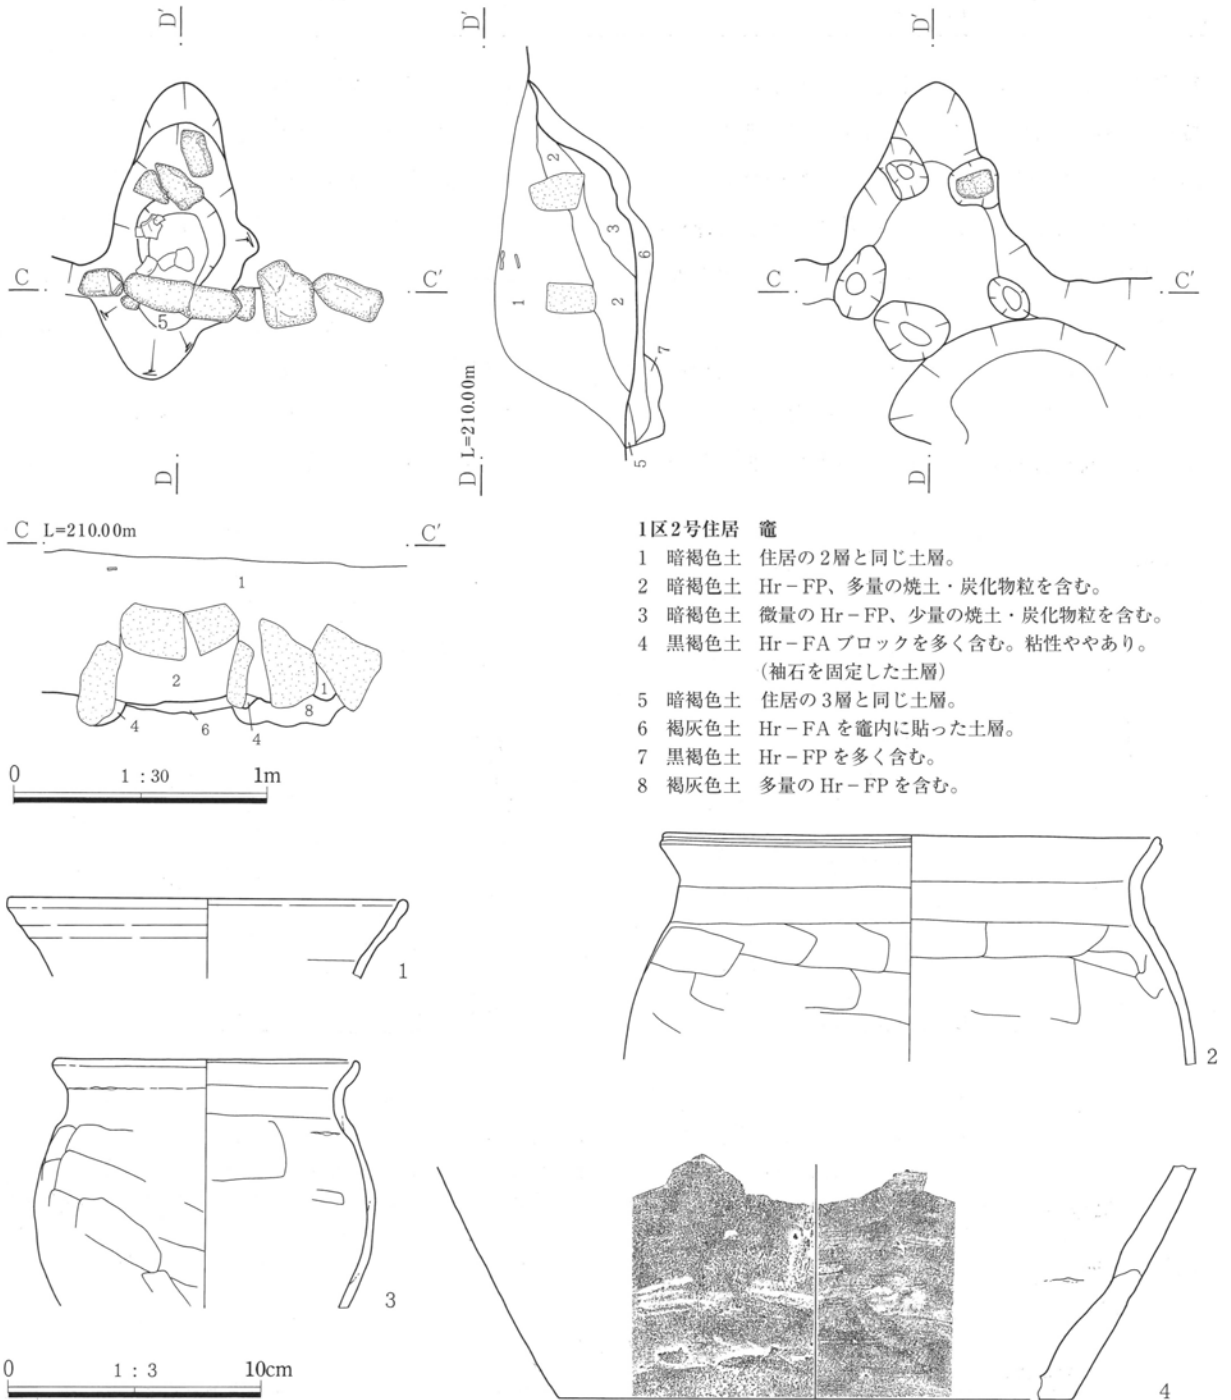 D'
D'
D'
C
C'
5
D
2
3
6
1
2
7
5
D L=210.00m
C
C'
D
C L=210.00m
C'
1
2
1
8
4
6
4
0 1:30 1m
1区2号住居 竈
1 暗褐色土 住居の2層と同じ土層。
2 暗褐色土 Hr-FP、多量の焼土・炭化物粒を含む。
3 暗褐色土 微量のHr-FP、少量の焼土・炭化物粒を含む。
4 黒褐色土 Hr-FAブロックを多く含む。粘性ややあり。
(袖石を固定した土層)
5 暗褐色土 住居の3層と同じ土層。
6 褐灰色土 Hr-FAを竈内に貼った土層。
7 黒褐色土 Hr-FPを多く含む。
8 褐灰色土 多量のHr-FPを含む。
1
2
3
4
0 1:3 10cm